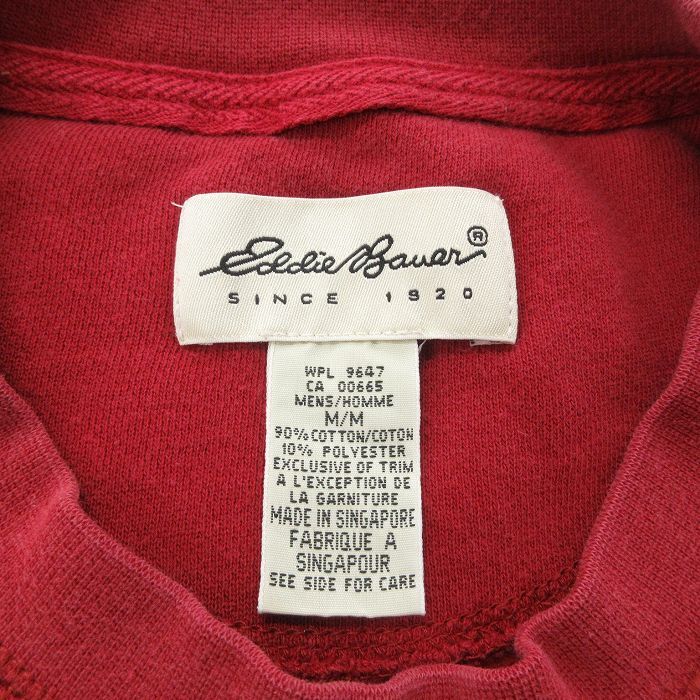 Eddie Bauer®
SINCE 1920
WPL 9647
CA 00665
MENS/HOMME
M/M
90% COTTON/COTON
10% POLYESTER
EXCLUSIVE OF TRIM
A L'EXCEPTION DE
LA GARNITURE
MADE IN SINGAPORE
FABRIQUE A
SINGAPOUR
SEE SIDE FOR CARE